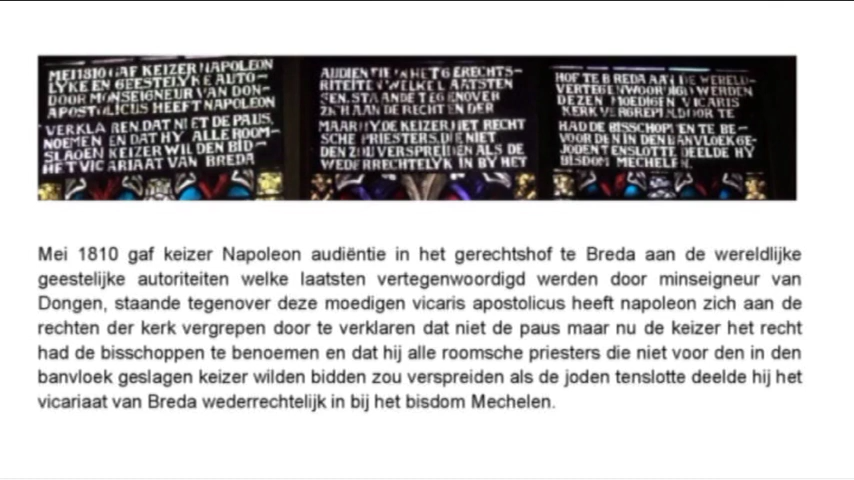 MEI 1810 GAF KEIZER NAPOLEON
LYKE EN GEESTELYKE AUTO-
DOOR MONSEIGNEUR VAN DON-
APOSTOLICUS HEEFT NAPOLEON
VERKLAREN DAT NIET DE PAUS,
NOEMEN EN DAT HY ALLE ROOM-
SLAGEN KEIZER WILDEN BID-
HET VICARIAAT VAN BREDA
AUDIENTIE IN HET GERECHTS-
RITEITEN WELKE LAATSTEN
GEN, STAANDE TEGENOVER
ZICH AAN DE RECHTEN DER
MAAR NV DE KEIZER HET RECHT
SCHE PRIESTERS, DIE NIET
DEN ZOU VERSPREIDEN ALS DE
WEDERRECHTELYK IN BY HET
HOF TE BREDA AAN DE WERELD-
VERTEGENWOORDIGD WERDEN
DEZEN MOEDIGEN VICARIS
KERK VERGREPEN DOOR TE
HAD DE BISSCHOPPEN TE BE-
VOOR DEN IN DEN BANVLOEK GE-
JODEN TENSLOTTE DEELDE HY
BISDOM MECHELEN.
Mei 1810 gaf keizer Napoleon audiëntie in het gerechtshof te Breda aan de wereldlijke
geestelijke autoriteiten welke laatsten vertegenwoordigd werden door minseigneur van
Dongen, staande tegenover deze moedigen vicaris apostolicus heeft napoleon zich aan de
rechten der kerk vergrepen door te verklaren dat niet de paus maar nu de keizer het recht
had de bisschoppen te benoemen en dat hij alle roomsche priesters die niet voor den in den
banvloek geslagen keizer wilden bidden zou verspreiden als de joden tenslotte deelde hij het
vicariaat van Breda wederrechtelijk in bij het bisdom Mechelen.